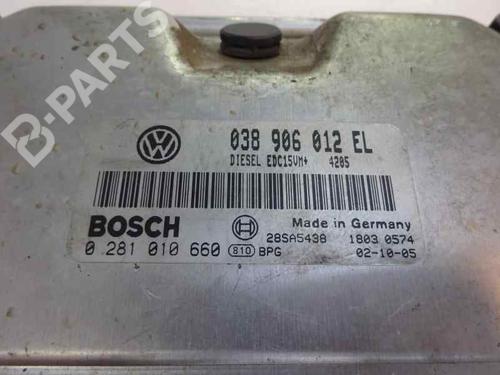 B-PARTS
038 906 012 EL
DIESEL EDC15VM+ 4205
BOSCH
Made in Germany
28SA5438 1803 0574
0 281 010 660 810 BPG 02-10-05